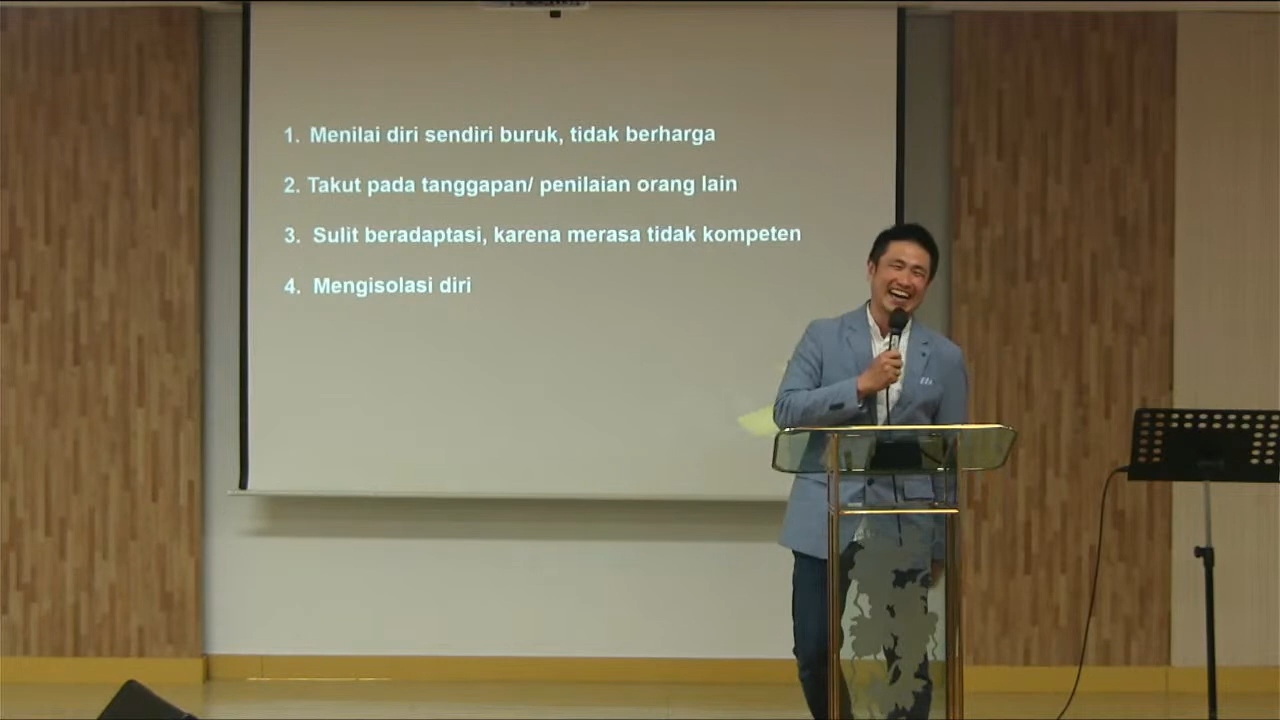 1. Menilai diri sendiri buruk, tidak berharga
2. Takut pada tanggapan/ penilaian orang lain
3. Sulit beradaptasi, karena merasa tidak kompeten
4. Mengisolasi diri